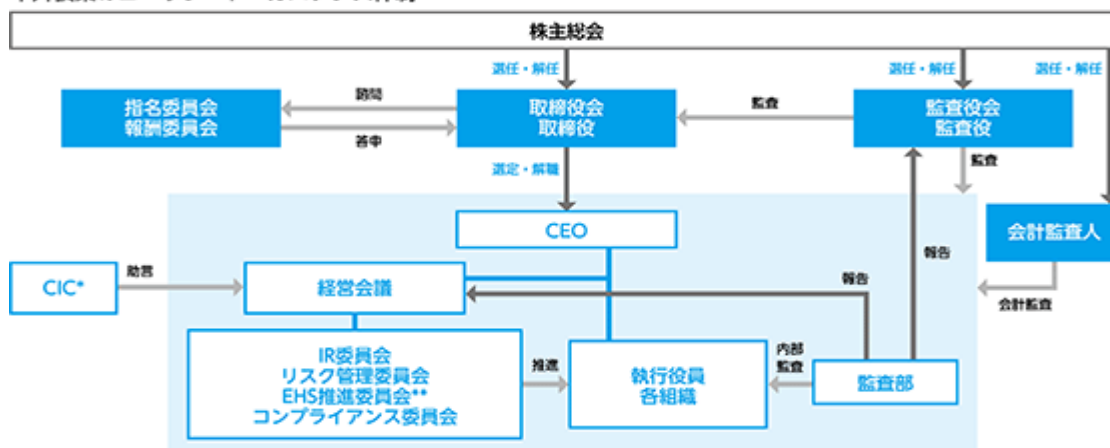 株主総会
選任・解任
選任・解任
選任・解任
指名委員会
報酬委員会
諮問
答申
取締役会
取締役
監査
監査役会
監査役
選定・解職
監査
CEO
会計監査人
CIC*
助言
経営会議
報告
報告
会計監査
IR委員会
リスク管理委員会
EHS推進委員会**
コンプライアンス委員会
推進
執行役員
各組織
内部
監査
監査部